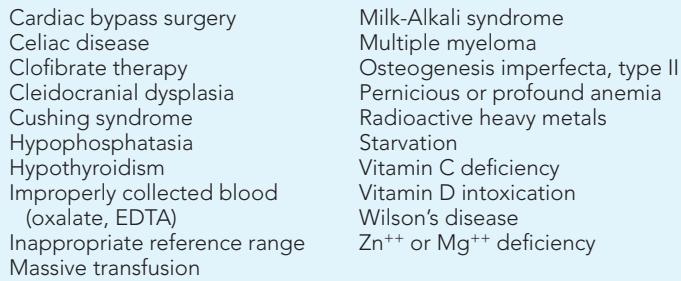 Cardiac bypass surgery
Celiac disease
Clofibrate therapy
Cleidocranial dysplasia
Cushing syndrome
Hypophosphatasia
Hypothyroidism
Improperly collected blood
(oxalate, EDTA)
Inappropriate reference range
Massive transfusion
Milk-Alkali syndrome
Multiple myeloma
Osteogenesis imperfecta, type II
Pernicious or profound anemia
Radioactive heavy metals
Starvation
Vitamin C deficiency
Vitamin D intoxication
Wilson’s disease
Zn⁺⁺ or Mg⁺⁺ deficiency